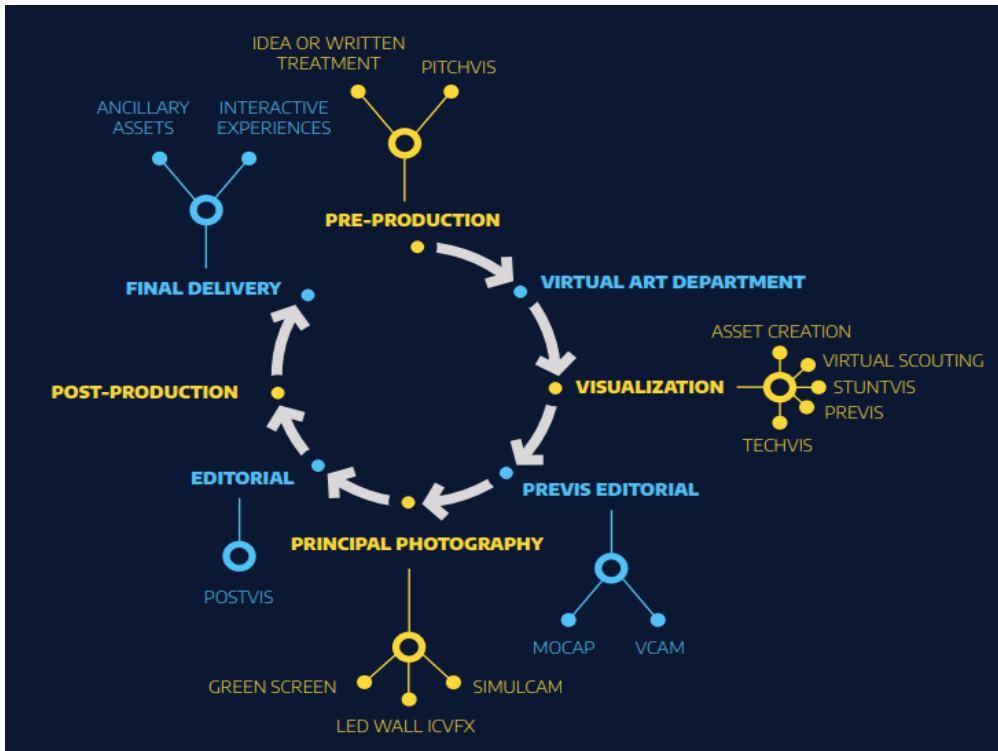 IDEA OR WRITTEN
TREATMENT
PITCHVIS
ANCILLARY
ASSETS
INTERACTIVE
EXPERIENCES
PRE-PRODUCTION
FINAL DELIVERY
VIRTUAL ART DEPARTMENT
ASSET CREATION
VIRTUAL SCOUTING
STUNTVIS
PREVIS
TECHVIS
VISUALIZATION
POST-PRODUCTION
EDITORIAL
PREVIS EDITORIAL
PRINCIPAL PHOTOGRAPHY
POSTVIS
MOCAP
VCAM
GREEN SCREEN
SIMULCAM
LED WALL ICVFX